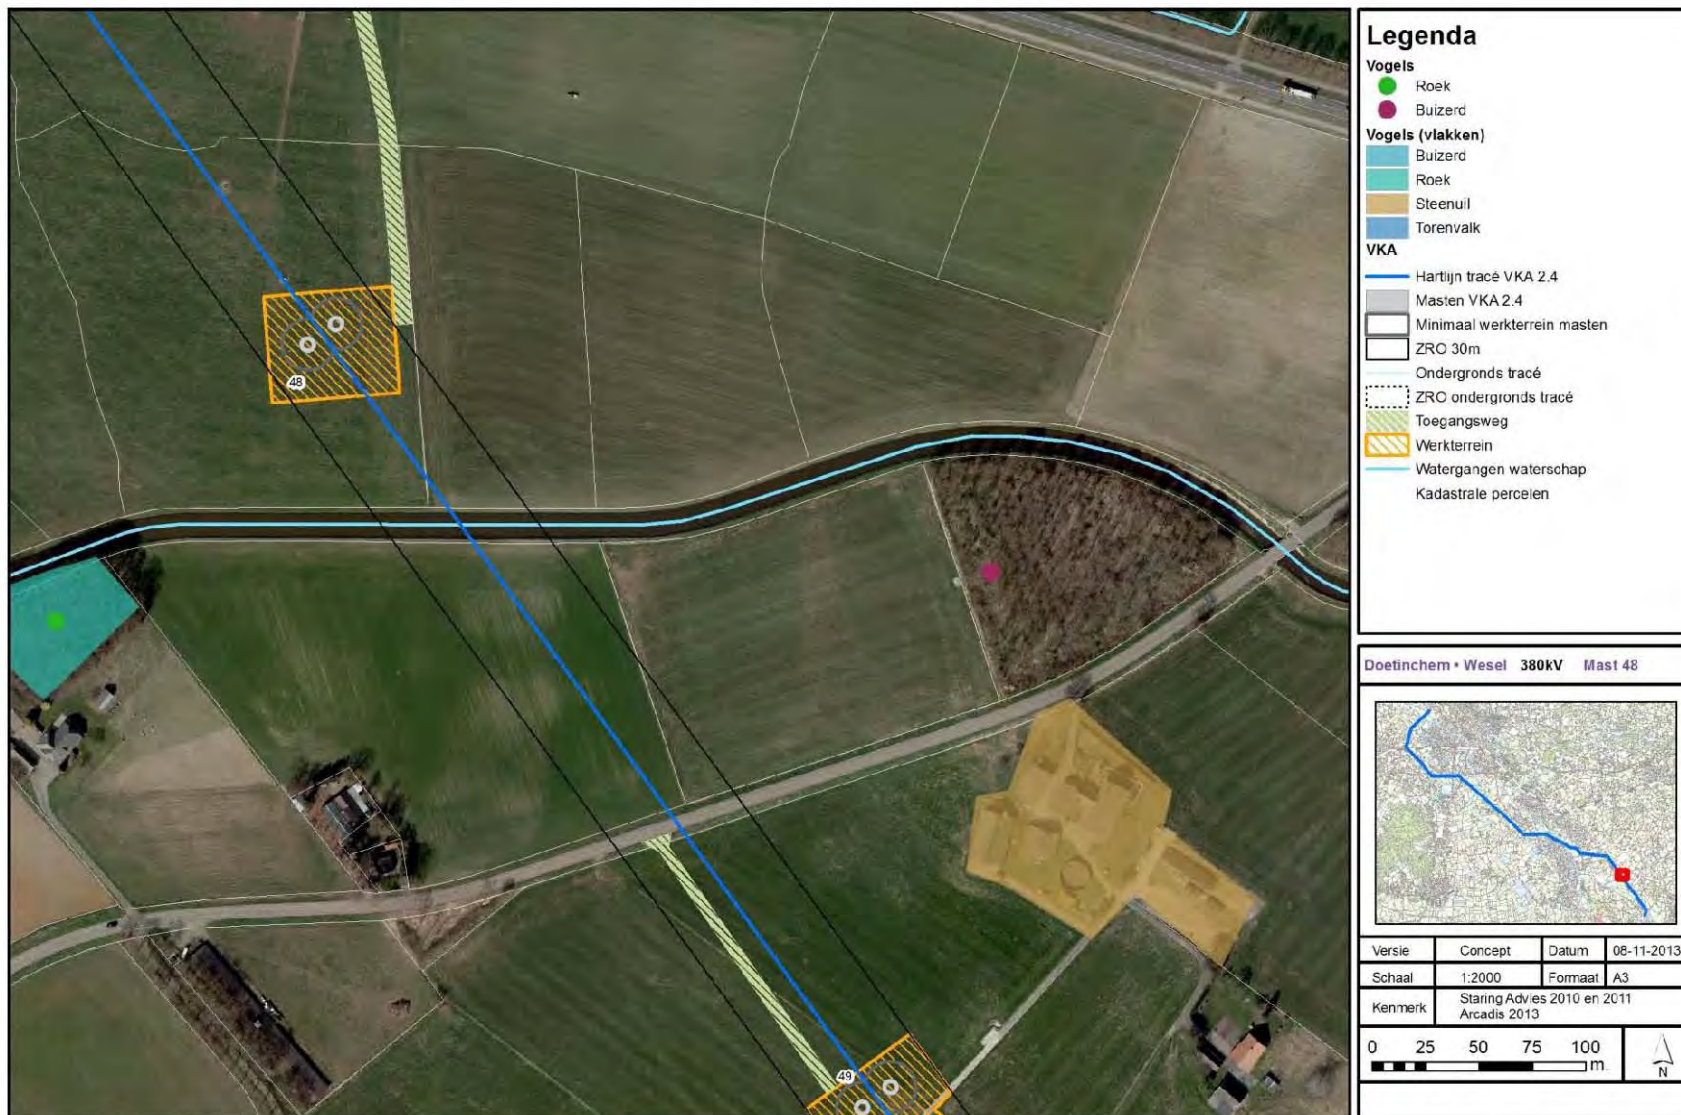 48
49
Legenda
Vogels
Roek
Buizerd
Vogels (vlakken)
Buizerd
Roek
Steenuil
Torenvalk
VKA
Hartlijn tracé VKA 2.4
Masten VKA 2.4
Minimaal werkterrein masten
ZRO 30m
Ondergronds tracé
ZRO ondergronds tracé
Toegangsweg
Werkterrein
Watergangen waterschap
Kadastrale percelen
Doetinchem • Wesel 380kV Mast 48
Versie Concept Datum 08-11-2013
Schaal 1:2000 Formaat A3
Kenmerk Staring Advies 2010 en 2011
Arcadis 2013
0 25 50 75 100
m.
N